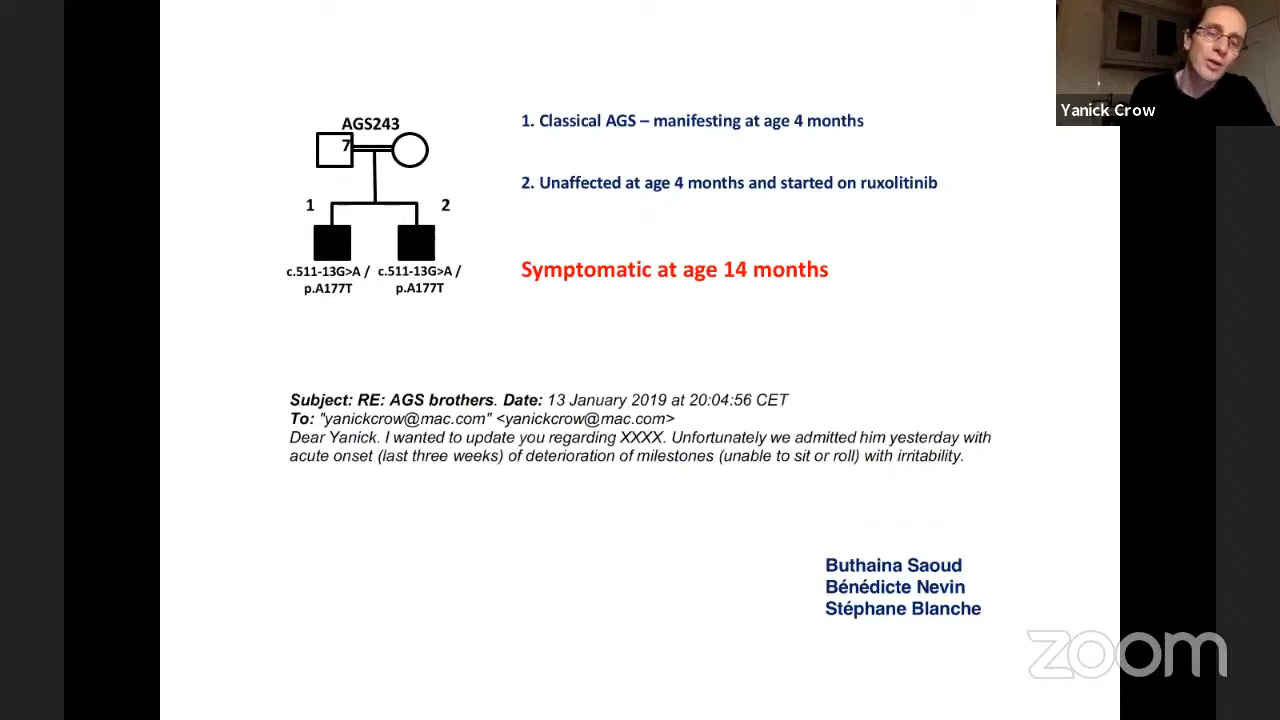 Yanick Crow
AGS243
7
1. Classical AGS – manifesting at age 4 months
2. Unaffected at age 4 months and started on ruxolitinib
1
2
c.511-13G>A /
p.A177T
c.511-13G>A /
p.A177T
Symptomatic at age 14 months
Subject: RE: AGS brothers. Date: 13 January 2019 at 20:04:56 CET
To: "yanickcrow@mac.com" <yanickcrow@mac.com>
Dear Yanick. I wanted to update you regarding XXXX. Unfortunately we admitted him yesterday with
acute onset (last three weeks) of deterioration of milestones (unable to sit or roll) with irritability.
Buthaina Saoud
Bénédicte Nevin
Stéphane Blanche
zoom